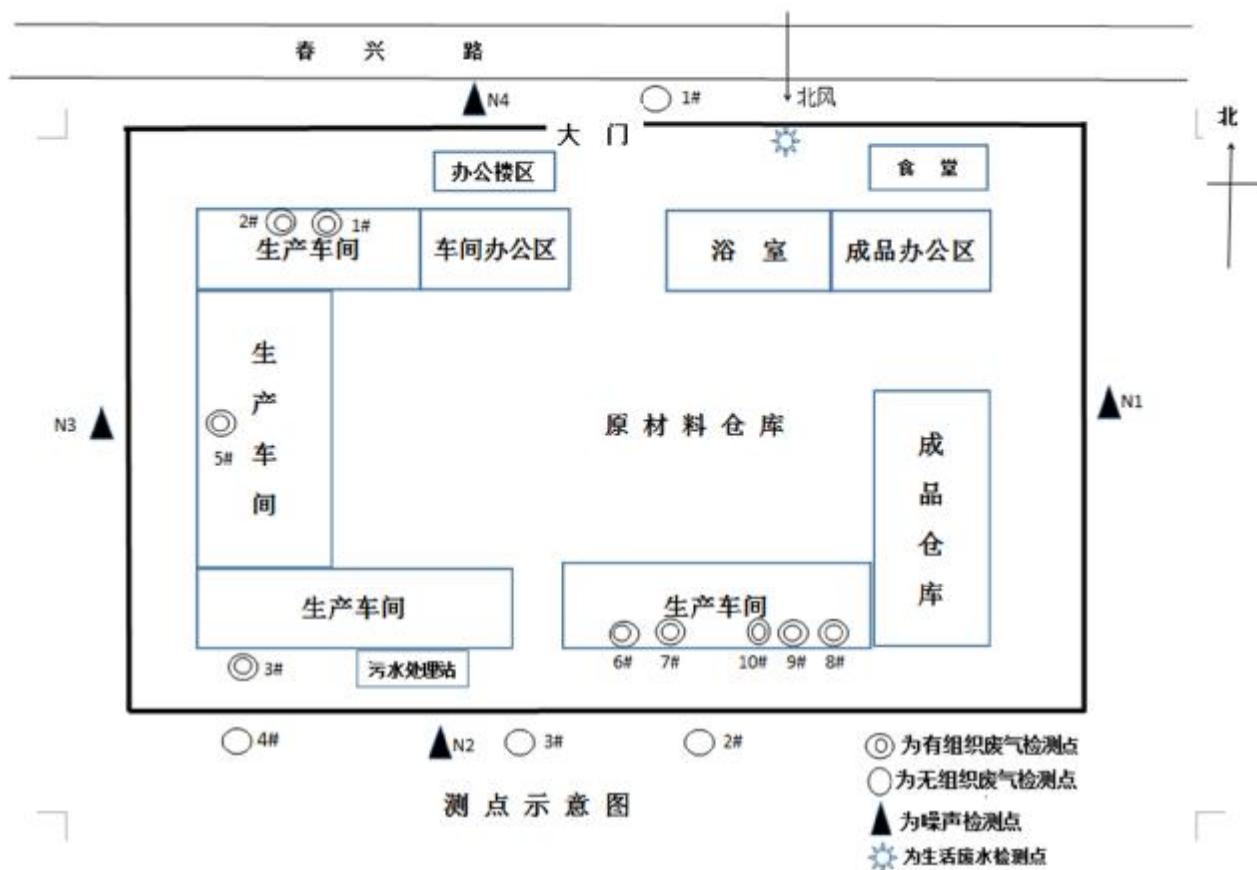 春 兴 路
N4
1#
北风
北
大 门
办公楼区
食 堂
2#
1#
生产车间
车间办公区
浴 室
成品办公区
生产车间
5#
N3
原材料仓库
N1
成品仓库
生产车间
生产车间
6#
7#
10#
9#
8#
3#
污水处理站
4#
N2
3#
2#
为有组织废气检测点
为无组织废气检测点
为噪声检测点
为生活废水检测点
测点示意图